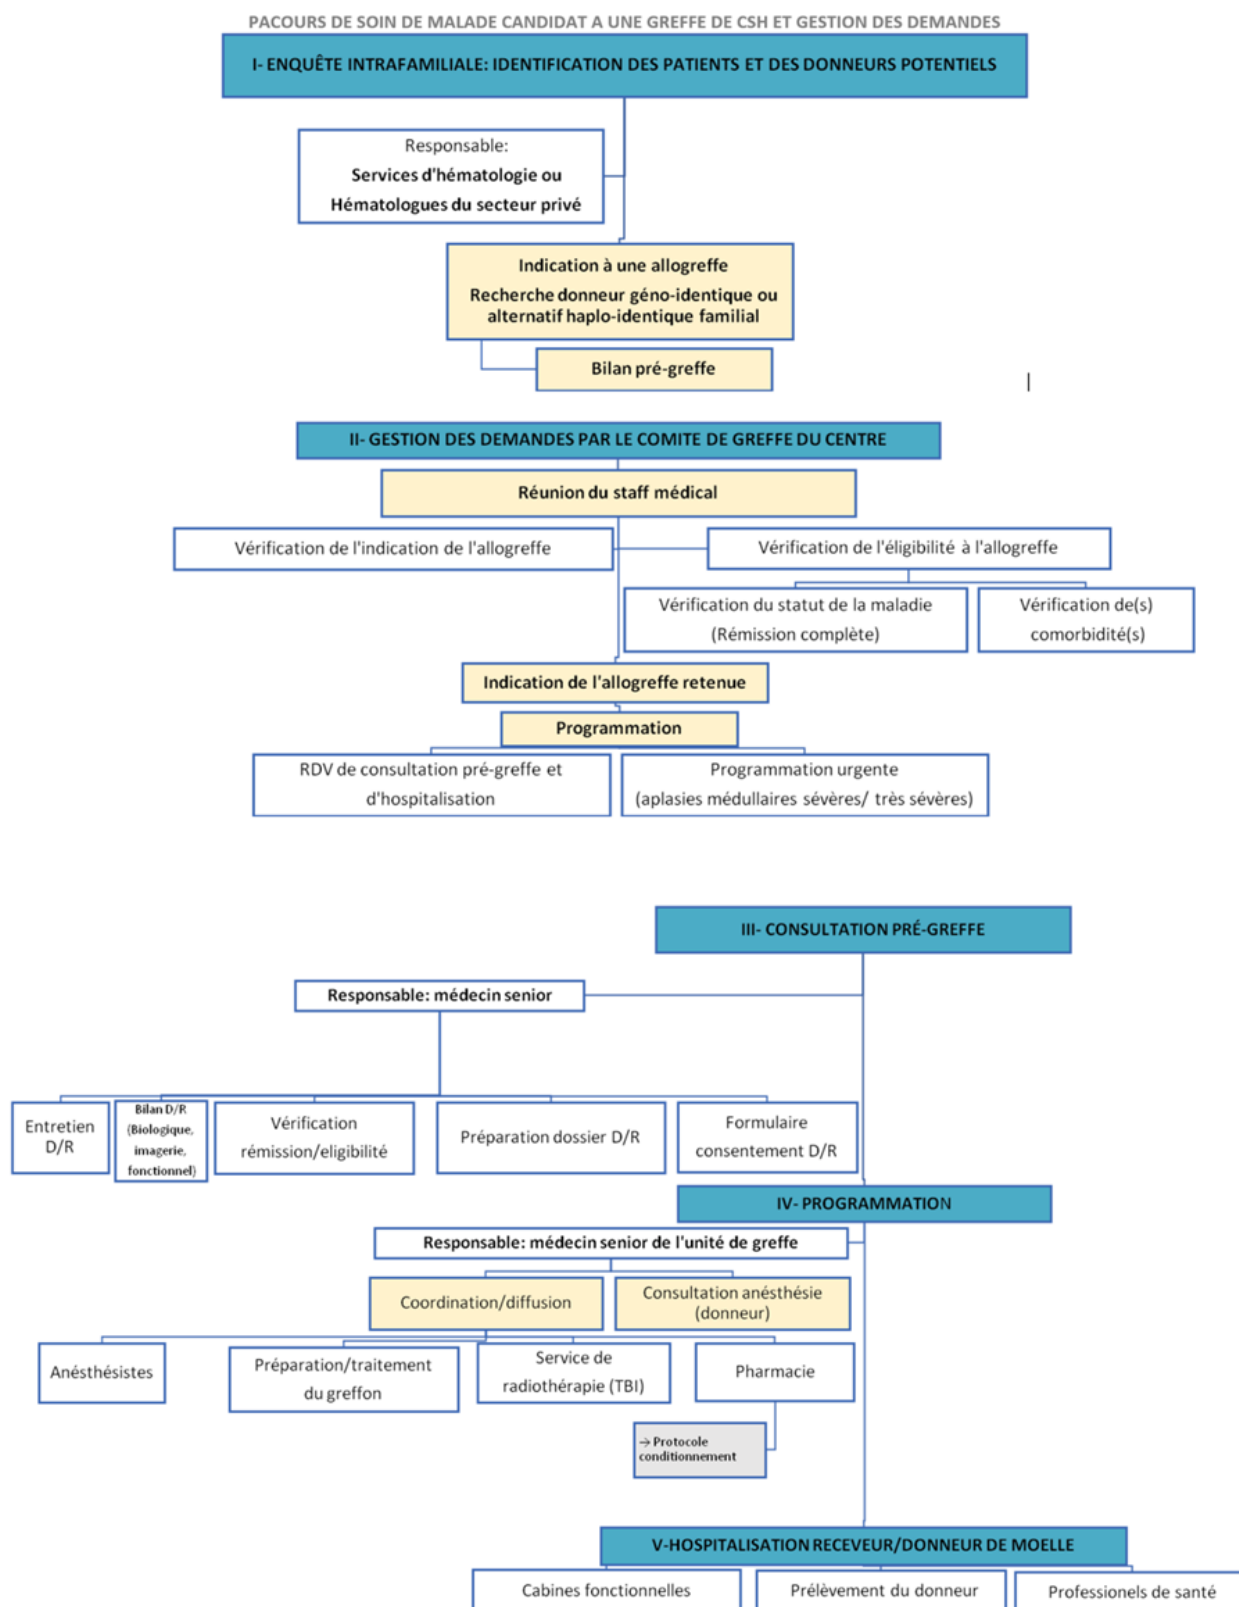 PACOURS DE SOIN DE MALADE CANDIDAT A UNE GREFFE DE CSH ET GESTION DES DEMANDES
I- ENQUÊTE INTRAFAMILIALE: IDENTIFICATION DES PATIENTS ET DES DONNEURS POTENTIELS
Responsable:
Services d'hématologie ou
Hématologues du secteur privé
Indication à une allogreffe
Recherche donneur géno-identique ou
alternatif haplo-identique familial
Bilan pré-greffe
II- GESTION DES DEMANDES PAR LE COMITE DE GREFFE DU CENTRE
Réunion du staff médical
Vérification de l'indication de l'allogreffe
Vérification de l'éligibilité à l'allogreffe
Vérification du statut de la maladie
(Rémission complète)
Vérification de(s)
comorbidité(s)
Indication de l'allogreffe retenue
Programmation
RDV de consultation pré-greffe et
d'hospitalisation
Programmation urgente
(aplasies médullaires sévères/ très sévères)
III- CONSULTATION PRÉ-GREFFE
Responsable: médecin senior
Entretien
D/R
Bilan D/R
(Biologique,
imagerie,
fonctionnel)
Vérification
rémission/eligibilité
Préparation dossier D/R
Formulaire
consentement D/R
IV- PROGRAMMATION
Responsable: médecin senior de l'unité de greffe
Coordination/diffusion
Consultation anésthésie
(donneur)
Anésthésistes
Préparation/traitement
du greffon
Service de
radiothérapie (TBI)
Pharmacie
→ Protocole
conditionnement
V-HOSPITALISATION RECEVEUR/DONNEUR DE MOELLE
Cabines fonctionnelles
Prélèvement du donneur
Professionels de santé